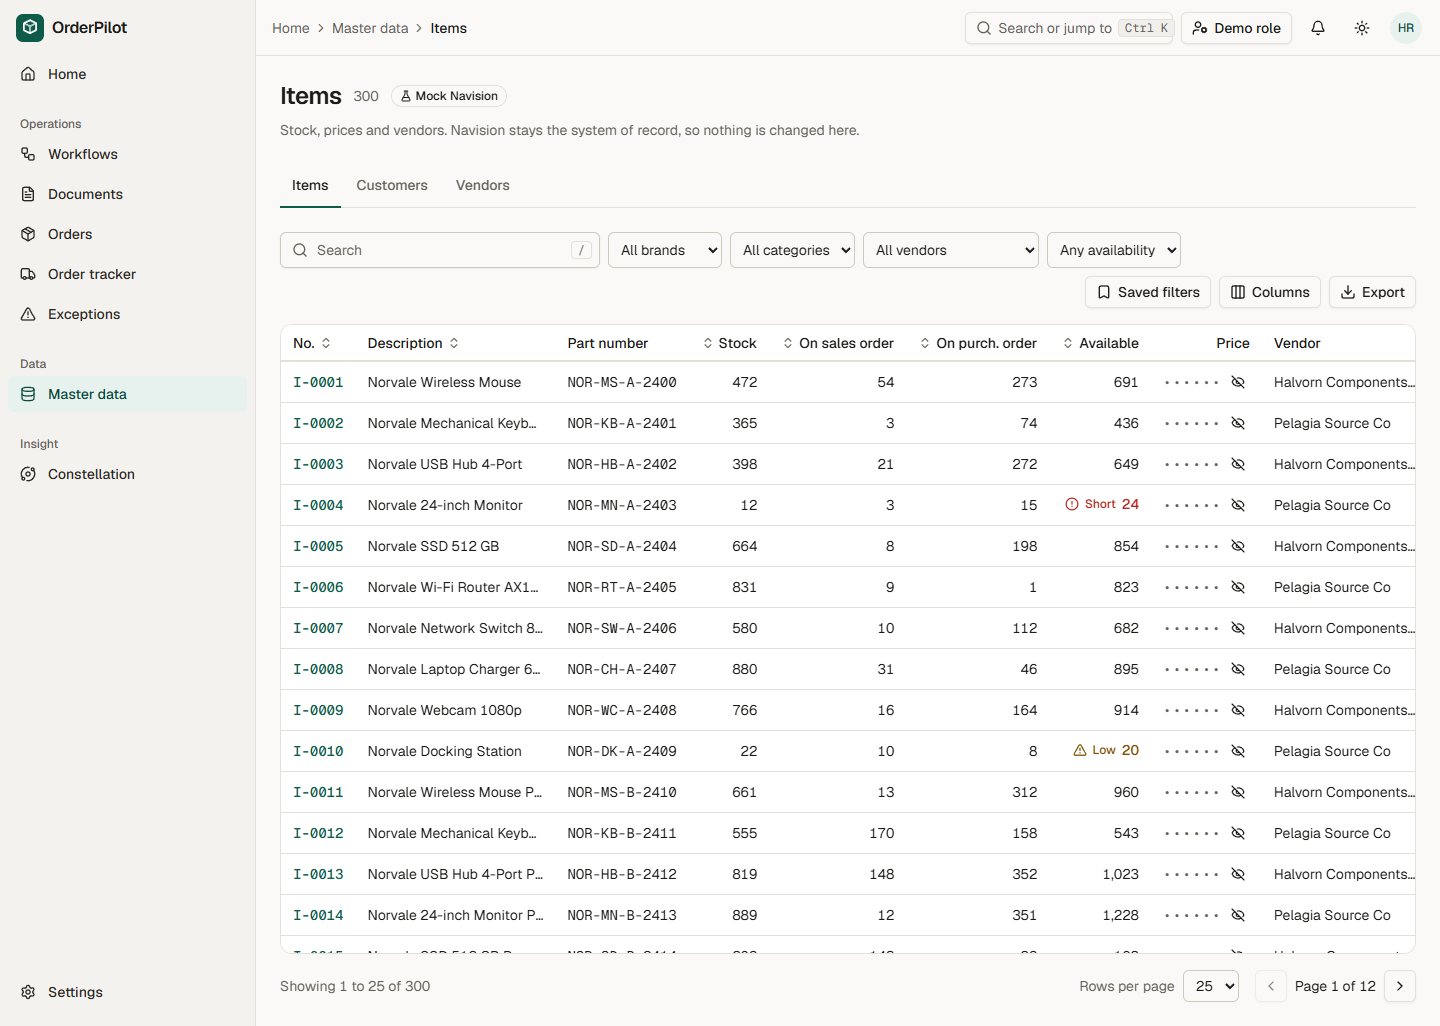 OrderPilot
Home
Operations
Workflows
Documents
Orders
Order tracker
Exceptions
Data
Master data
Insight
Constellation
Settings
Home > Master data > Items
Search or jump to Ctrl K
Demo role
HR
Items 300 Mock Navision
Stock, prices and vendors. Navision stays the system of record, so nothing is changed here.
Items Customers Vendors
Search / All brands All categories All vendors Any availability
Saved filters Columns Export
No. Description Part number Stock On sales order On purch. order Available Price Vendor
I-0001 Norvale Wireless Mouse NOR-MS-A-2400 472 54 273 691 •••••• Halvorn Components…
I-0002 Norvale Mechanical Keyb… NOR-KB-A-2401 365 3 74 436 •••••• Pelagia Source Co
I-0003 Norvale USB Hub 4-Port NOR-HB-A-2402 398 21 272 649 •••••• Halvorn Components…
I-0004 Norvale 24-inch Monitor NOR-MN-A-2403 12 3 15 Short 24 •••••• Pelagia Source Co
I-0005 Norvale SSD 512 GB NOR-SD-A-2404 664 8 198 854 •••••• Halvorn Components…
I-0006 Norvale Wi-Fi Router AX1… NOR-RT-A-2405 831 9 1 823 •••••• Pelagia Source Co
I-0007 Norvale Network Switch 8… NOR-SW-A-2406 580 10 112 682 •••••• Halvorn Components…
I-0008 Norvale Laptop Charger 6… NOR-CH-A-2407 880 31 46 895 •••••• Pelagia Source Co
I-0009 Norvale Webcam 1080p NOR-WC-A-2408 766 16 164 914 •••••• Halvorn Components…
I-0010 Norvale Docking Station NOR-DK-A-2409 22 10 8 Low 20 •••••• Pelagia Source Co
I-0011 Norvale Wireless Mouse P… NOR-MS-B-2410 661 13 312 960 •••••• Halvorn Components…
I-0012 Norvale Mechanical Keyb… NOR-KB-B-2411 555 170 158 543 •••••• Pelagia Source Co
I-0013 Norvale USB Hub 4-Port P… NOR-HB-B-2412 819 148 352 1,023 •••••• Halvorn Components…
I-0014 Norvale 24-inch Monitor P… NOR-MN-B-2413 889 12 351 1,228 •••••• Pelagia Source Co
Showing 1 to 25 of 300
Rows per page 25 Page 1 of 12